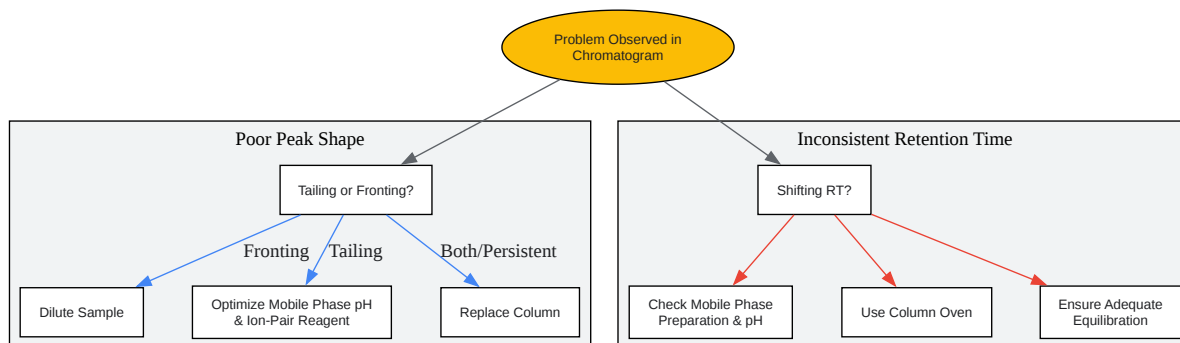 Problem Observed in
Chromatogram
Poor Peak Shape
Inconsistent Retention Time
Tailing or Fronting?
Shifting RT?
Fronting
Tailing
Both/Persistent
Dilute Sample
Optimize Mobile Phase pH
& Ion-Pair Reagent
Replace Column
Check Mobile Phase
Preparation & pH
Use Column Oven
Ensure Adequate
Equilibration